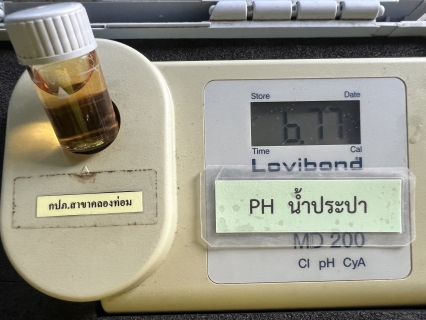 Store Date
6.77
Time Cal
Lovibond
กปภ.สาขาคลองท่อม
PH น้ำประปา
MD 200
Cl pH CyA